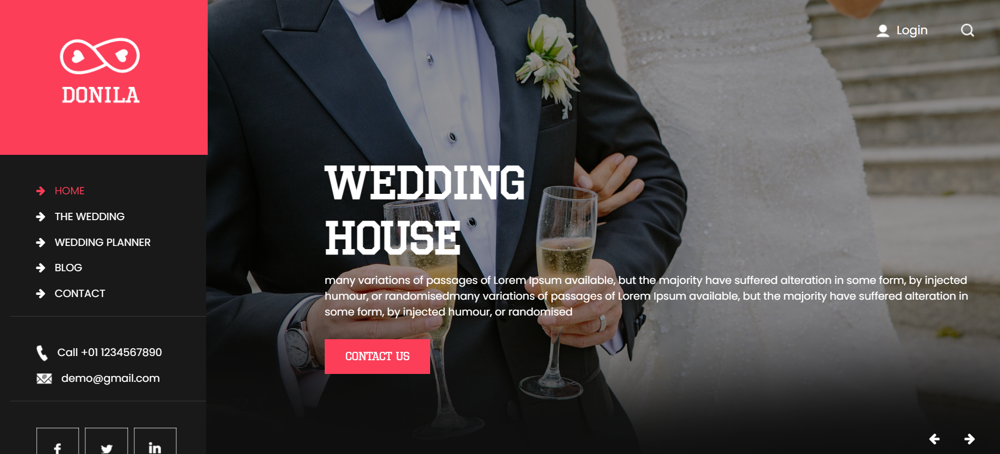 DONILA
HOME
THE WEDDING
WEDDING PLANNER
BLOG
CONTACT
Call +01 1234567890
demo@gmail.com
Login
WEDDING
HOUSE
many variations of passages of Lorem Ipsum available, but the majority have suffered alteration in some form, by injected
humour, or randomisedmany variations of passages of Lorem Ipsum available, but the majority have suffered alteration in
some form, by injected humour, or randomised
CONTACT US